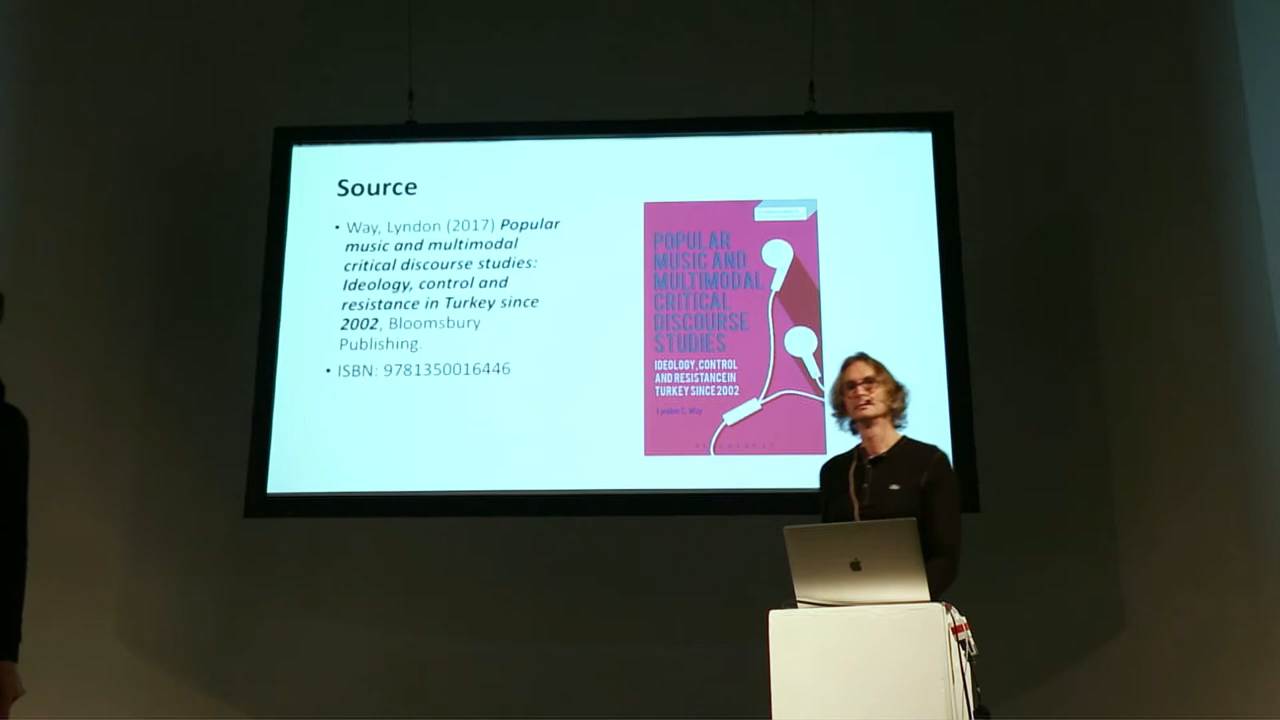 Source
• Way, Lyndon (2017) Popular
music and multimodal
critical discourse studies:
Ideology, control and
resistance in Turkey since
2002, Bloomsbury
Publishing.
• ISBN: 9781350016446
POPULAR
MUSIC AND
MULTIMODAL
CRITICAL
DISCOURSE
STUDIES
IDEOLOGY, CONTROL
AND RESISTANCE IN
TURKEY SINCE 2002
Lyndon C. Way
BLOOMSBURY